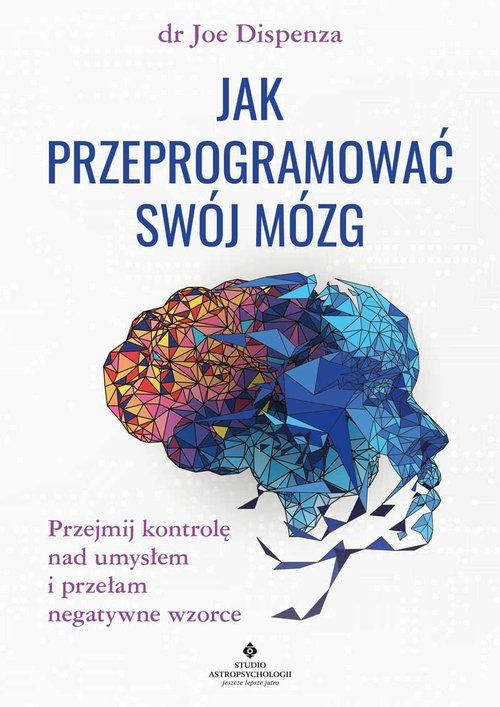 dr Joe Dispenza
JAK
PRZEPROGRAMOWAĆ
SWÓJ MÓZG
Przejmij kontrolę
nad umysłem
i przełam
negatywne wzorce
STUDIO
ASTROPSYCHOLOGII
jeszcze lepsze jutro